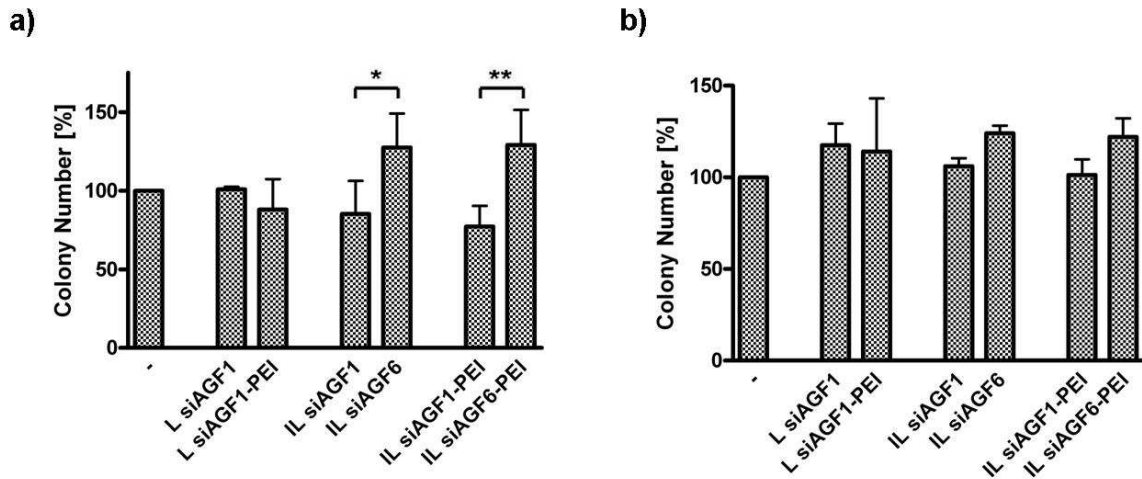 a)
Colony Number [%]
150
100
50
0
*
**
-
L siAGF1
L siAGF1-PEI
IL siAGF1
IL siAGF6
IL siAGF1-PEI
IL siAGF6-PEI
b)
Colony Number [%]
150
100
50
0
-
L siAGF1
L siAGF1-PEI
IL siAGF1
IL siAGF6
IL siAGF1-PEI
IL siAGF6-PEI